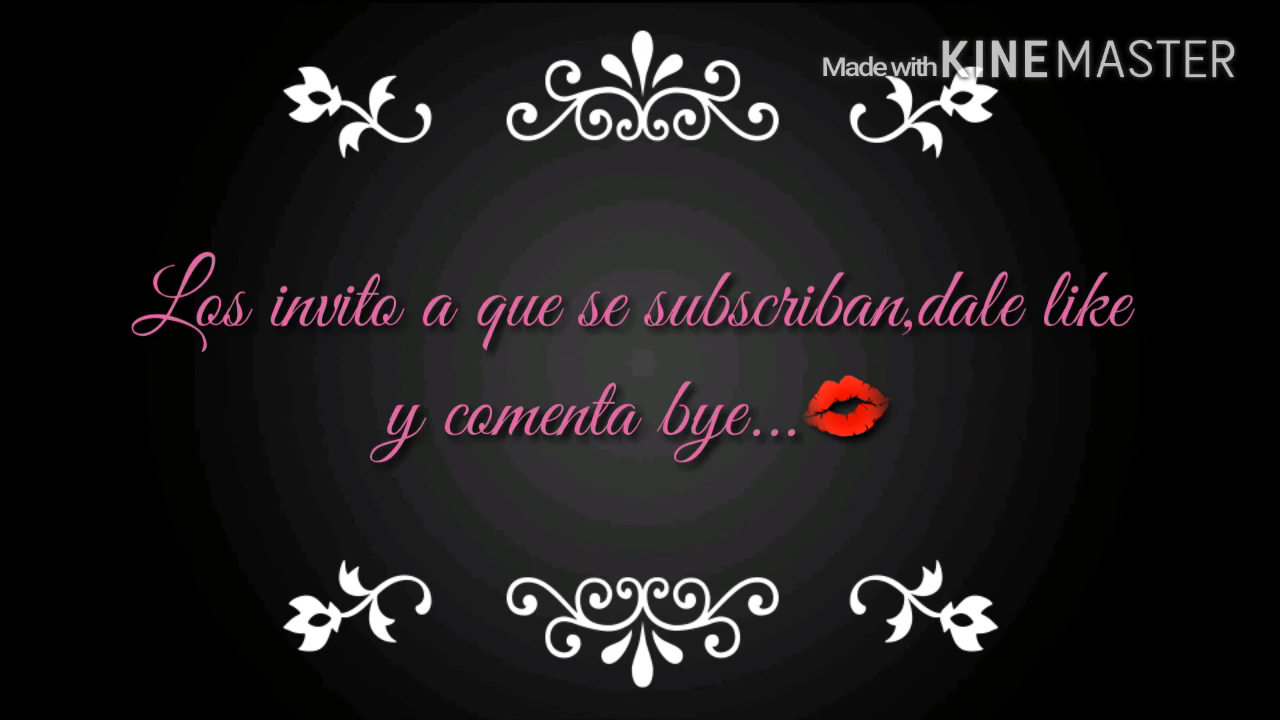 Made with KINEMASTER
Los invito a que se subscriban,dale like
y comenta bye...💋